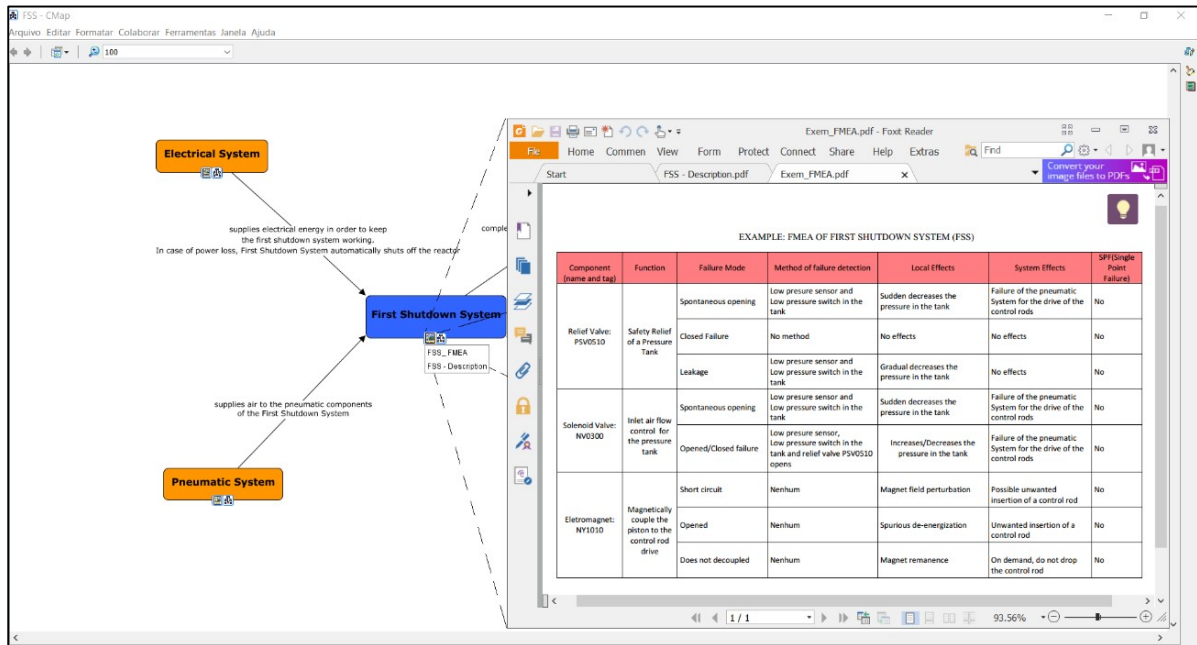 FSS - CMap
Arquivo Editar Formatar Colaborar Ferramentas Janela Ajuda
100
Electrical System
supplies electrical energy in order to keep
the first shutdown system working.
In case of power loss, First Shutdown System automatically shuts off the reactor
comple
First Shutdown System
FSS_ FMEA
FSS - Description
supplies air to the pneumatic components
of the First Shutdown System
Pneumatic System
Exem_FMEA.pdf - Foxit Reader
File Home Commen View Form Protect Connect Share Help Extras Find
Start FSS - Description.pdf Exem_FMEA.pdf
Convert your
image files to PDFs
EXAMPLE: FMEA OF FIRST SHUTDOWN SYSTEM (FSS)
Component
(name and tag)
Function
Failure Mode
Method of failure detection
Local Effects
System Effects
SPF(Single
Point
Failure)
Relief Valve:
PSV0510
Safety Relief
of a Pressure
Tank
Spontaneous opening
Low presure sensor and
Low pressure switch in the
tank
Sudden decreases the
pressure in the tank
Failure of the pneumatic
System for the drive of the
control rods
No
Closed Failure
No method
No effects
No effects
No
Leakage
Low presure sensor and
Low pressure switch in the
tank
Gradual decreases the
pressure in the tank
No effects
No
Solenoid Valve:
NV0300
Inlet air flow
control for
the pressure
tank
Spontaneous opening
Low presure sensor and
Low pressure switch in the
tank
Sudden decreases the
pressure in the tank
Failure of the pneumatic
System for the drive of the
control rods
No
Opened/Closed failure
Low presure sensor,
Low pressure switch in the
tank and relief valve PSV0510
opens
Increases/Decreases the
pressure in the tank
Failure of the pneumatic
System for the drive of the
control rods
No
Eletromagnet:
NY1010
Magnetically
couple the
piston to the
control rod
drive
Short circuit
Nenhum
Magnet field perturbation
Possible unwanted
insertion of a control rod
No
Opened
Nenhum
Spurious de-energization
Unwanted insertion of a
control rod
No
Does not decoupled
Nenhum
Magnet remanence
On demand, do not drop
the control rod
No
1 / 1
93.56%